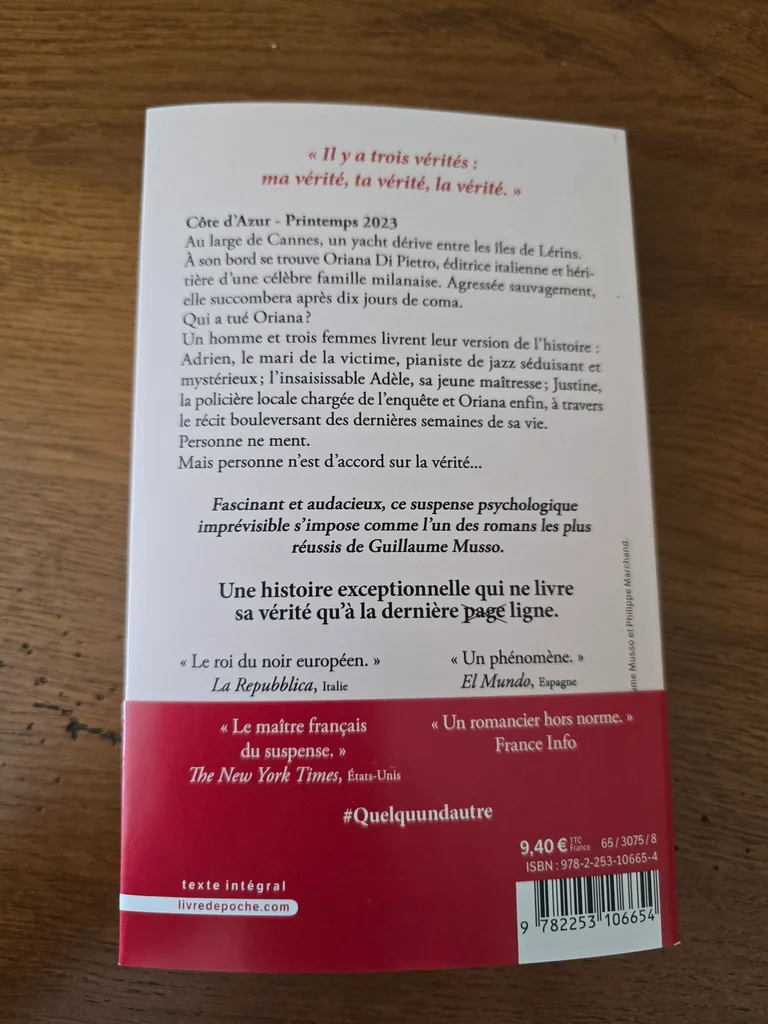 « Il y a trois vérités :
ma vérité, ta vérité, la vérité. »
Côte d'Azur - Printemps 2023
Au large de Cannes, un yacht dérive entre les îles de Lérins.
À son bord se trouve Oriana Di Pietro, éditrice italienne et héri-
tière d'une célèbre famille milanaise. Agressée sauvagement,
elle succombera après dix jours de coma.
Qui a tué Oriana ?
Un homme et trois femmes livrent leur version de l'histoire :
Adrien, le mari de la victime, pianiste de jazz séduisant et
mystérieux ; l'insaisissable Adèle, sa jeune maîtresse ; Justine,
la policière locale chargée de l'enquête et Oriana enfin, à travers
le récit bouleversant des dernières semaines de sa vie.
Personne ne ment.
Mais personne n'est d'accord sur la vérité...
Fascinant et audacieux, ce suspense psychologique
imprévisible s'impose comme l'un des romans les plus
réussis de Guillaume Musso.
Une histoire exceptionnelle qui ne livre
sa vérité qu'à la dernière page ligne.
« Le roi du noir européen. »
La Repubblica, Italie
« Un phénomène. »
El Mundo, Espagne
ume Musso et Philippe Marchand.
« Le maître français
du suspense. »
The New York Times, États-Unis
« Un romancier hors norme. »
France Info
#Quelquundautre
9,40 € TTC France 65/3075/8
ISBN : 978-2-253-10665-4
texte intégral
livredepoche.com
9 782253 106654